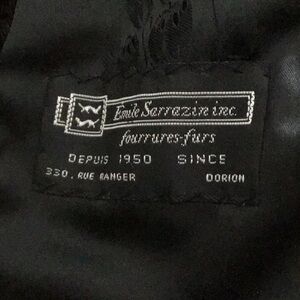 Emile Sarrazin inc.
fourrures-furs
DEPUIS 1950 SINCE
330, RUE RANGER DORION